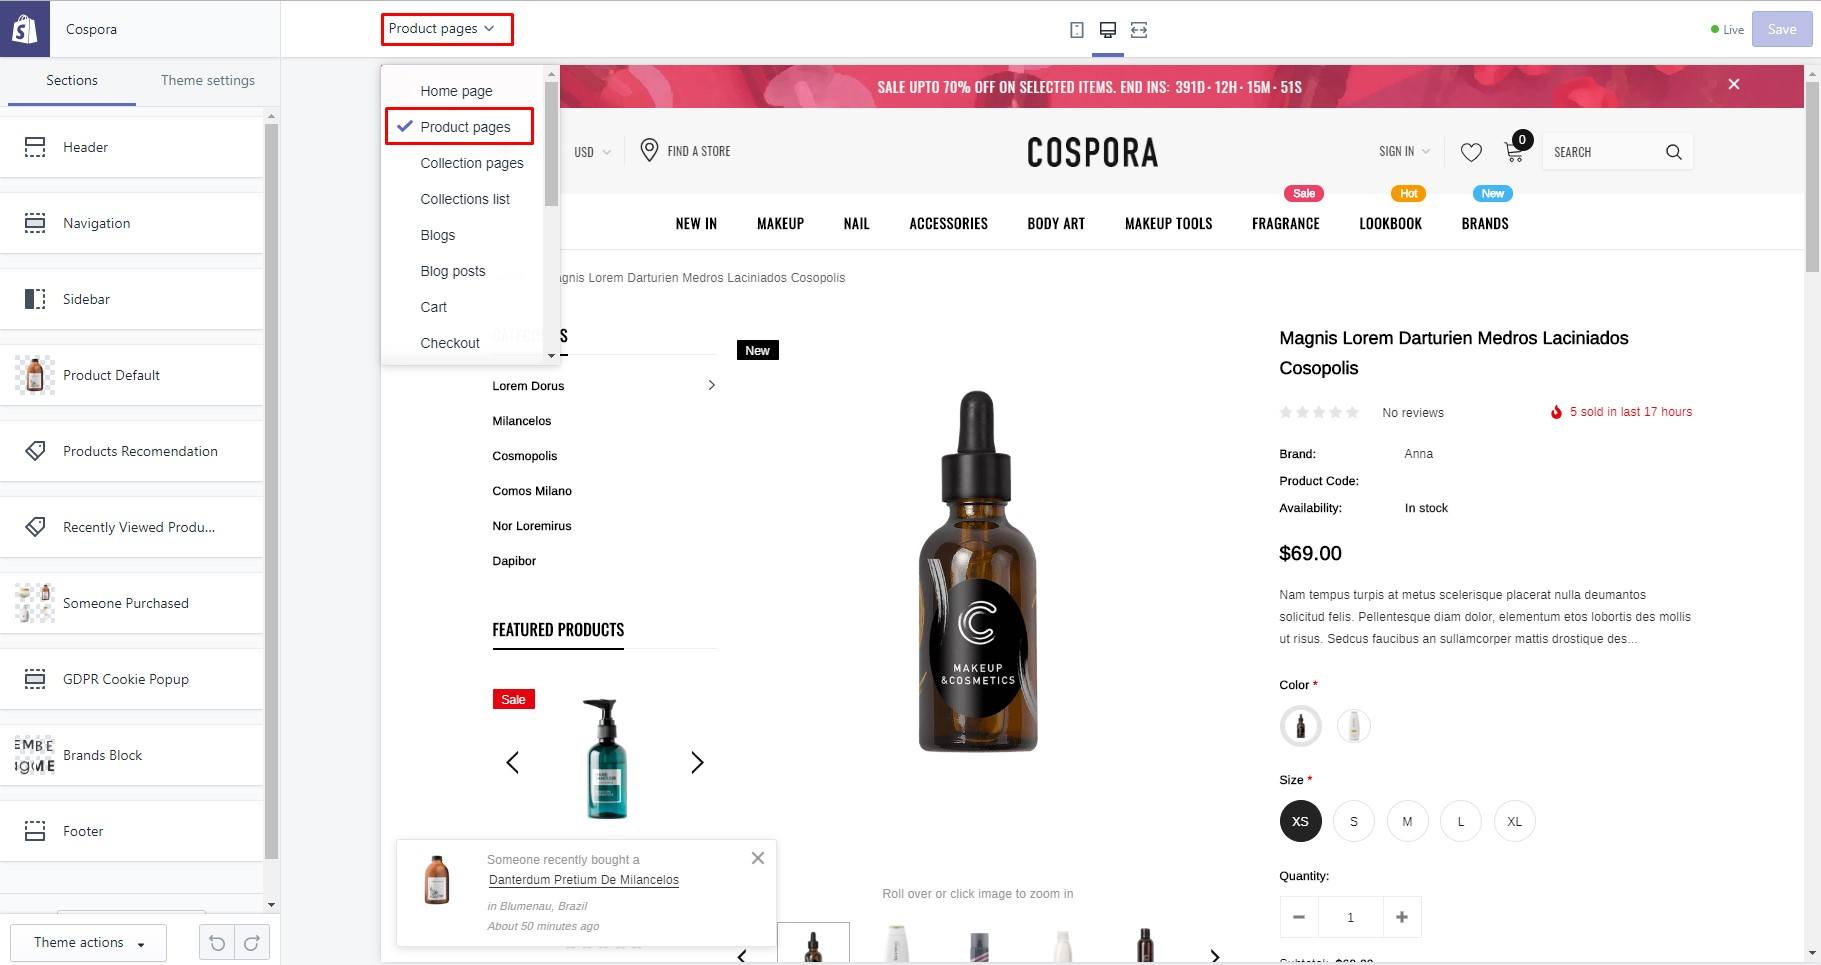 Cospora
Product pages
Live
Save
Sections
Theme settings
Header
Navigation
Sidebar
Product Default
Products Recomendation
Recently Viewed Produ...
Someone Purchased
GDPR Cookie Popup
Brands Block
Footer
Theme actions
Home page
Product pages
Collection pages
Collections list
Blogs
Blog posts
Cart
Checkout
SALE UPTO 70% OFF ON SELECTED ITEMS. END INS: 391D · 12H · 15M · 51S
USD
FIND A STORE
COSPORA
SIGN IN
0
SEARCH
Sale
Hot
New
NEW IN
MAKEUP
NAIL
ACCESSORIES
BODY ART
MAKEUP TOOLS
FRAGRANCE
LOOKBOOK
BRANDS
agnis Lorem Darturien Medros Laciniados Cosopolis
Lorem Dorus
Milancelos
Cosmopolis
Comos Milano
Nor Loremirus
Dapibor
FEATURED PRODUCTS
Sale
Someone recently bought a
Danterdum Pretium De Milancelos
in Blumenau, Brazil
About 50 minutes ago
New
MAKEUP
&COSMETICS
Roll over or click image to zoom in
Magnis Lorem Darturien Medros Laciniados
Cosopolis
No reviews
5 sold in last 17 hours
Brand: Anna
Product Code:
Availability: In stock
$69.00
Nam tempus turpis at metus scelerisque placerat nulla deumantos
solicitud felis. Pellentesque diam dolor, elementum etos lobortis des mollis
ut risus. Sedcus faucibus an sullamcorper mattis drostique des...
Color *
Size *
XS
S
M
L
XL
Quantity:
1